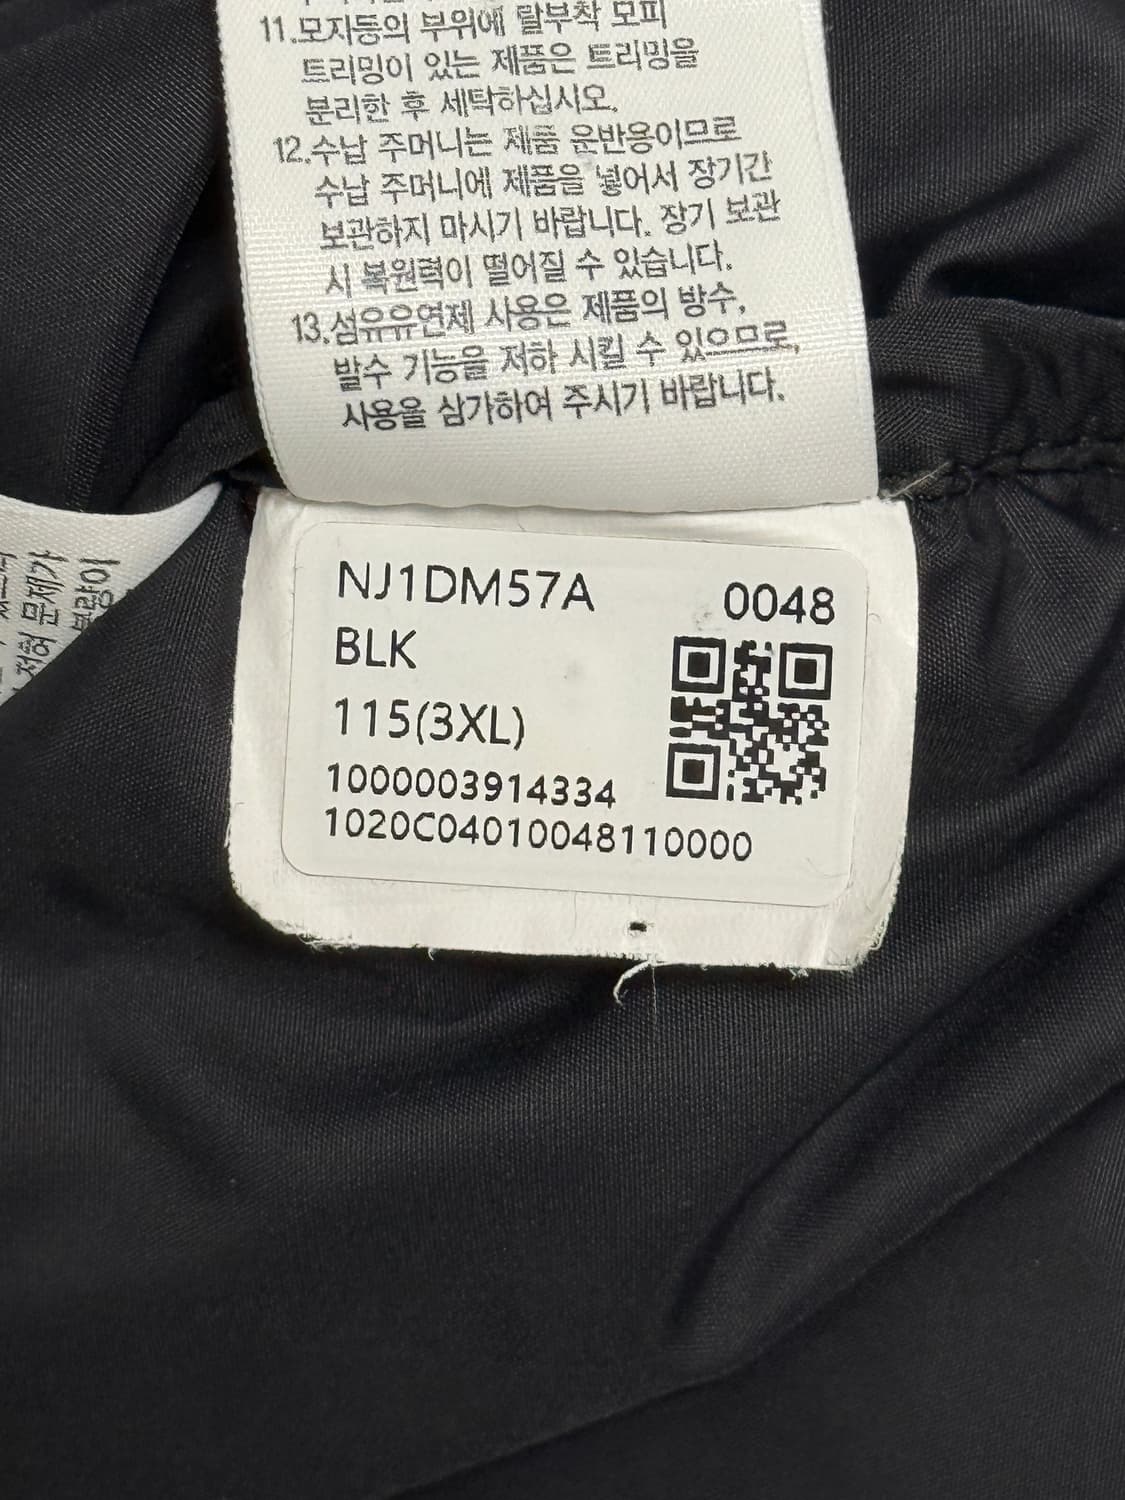 11.모자등의 부위에 탈부착 모피
트리밍이 있는 제품은 트리밍을
분리한 후 세탁하십시오.
12.수납 주머니는 제품 운반용이므로
수납 주머니에 제품을 넣어서 장기간
보관하지 마시기 바랍니다. 장기 보관
시 복원력이 떨어질 수 있습니다.
13.섬유유연제 사용은 제품의 방수,
발수 기능을 저하 시킬 수 있으므로,
사용을 삼가하여 주시기 바랍니다.
NJ1DM57A
0048
BLK
115(3XL)
1000003914334
1020C04010048110000
문제가